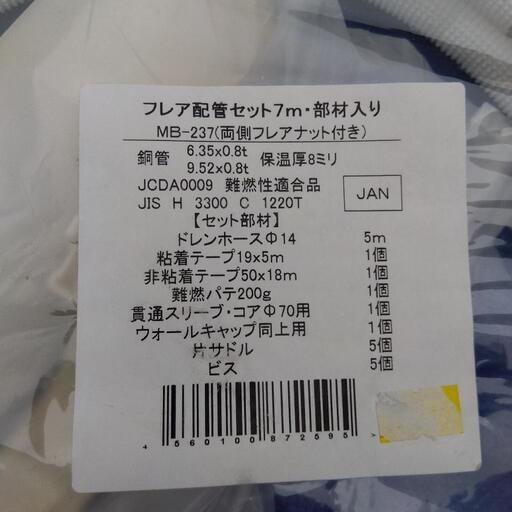 フレア配管セット7m・部材入り
MB-237(両側フレアナット付き)
銅管 6.35x0.8t 保温厚8ミリ
9.52x0.8t
JCDA0009 難燃性適合品
JIS H 3300 C 1220T
JAN
【セット部材】
ドレンホースΦ14 5m
粘着テープ19x5m 1個
非粘着テープ50x18m 1個
難燃パテ200g 1個
貫通スリーブ・コアΦ70用 1個
ウォールキャップ同上用 1個
片サドル 5個
ビス 5個
4560100872595>